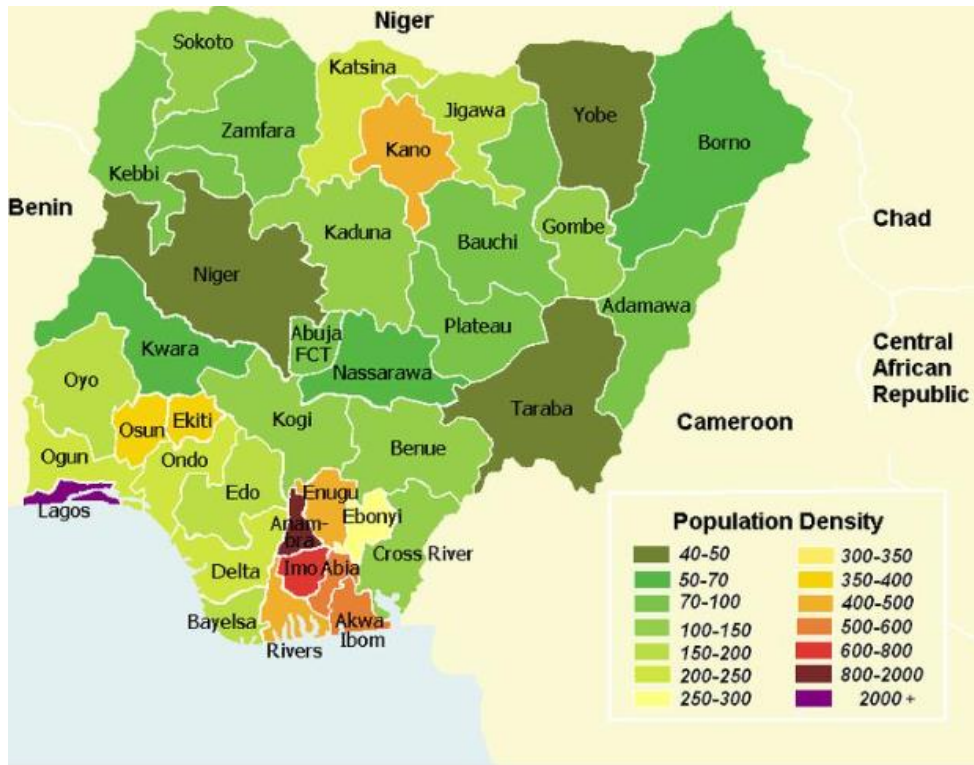 Niger
Sokoto
Katsina
Jigawa
Yobe
Zamfara
Kano
Borno
Kebbi
Benin
Chad
Kaduna
Bauchi
Gombe
Niger
Adamawa
Abuja
FCT
Plateau
Kwara
Nassarawa
Central
African
Republic
Oyo
Taraba
Cameroon
Osun
Ekiti
Kogi
Benue
Ogun
Ondo
Edo
Enugu
Lagos
Anam-
bra
Ebonyi
Cross River
Delta
Imo
Abia
Bayelsa
Akwa
Ibom
Rivers
Population Density
40-50
50-70
70-100
100-150
150-200
200-250
250-300
300-350
350-400
400-500
500-600
600-800
800-2000
2000 +